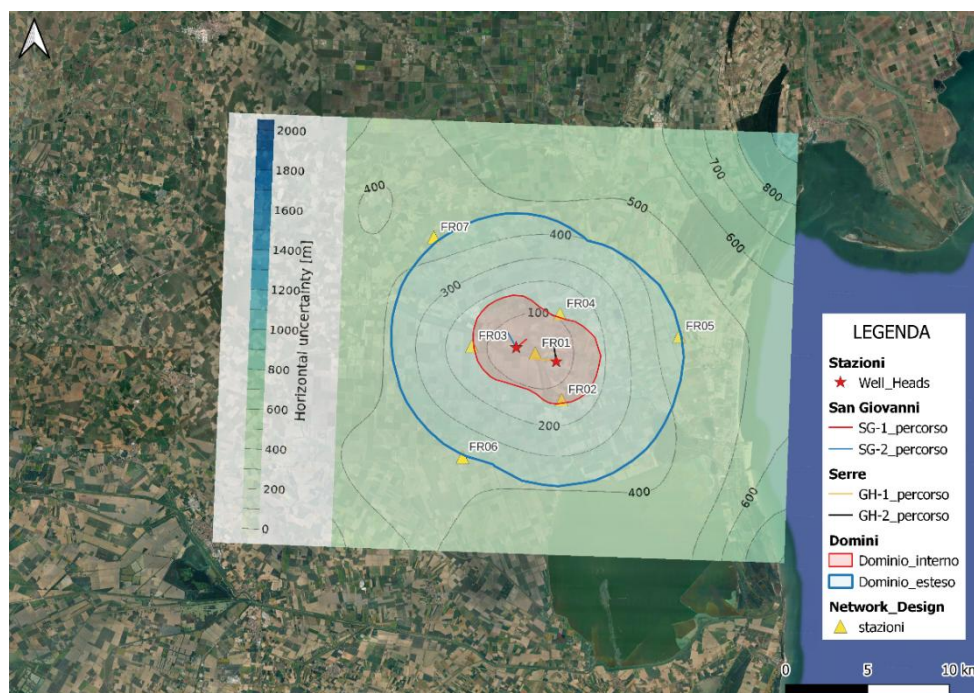 2000
1800
1600
1400
1200
1000
800
600
400
200
0
Horizontal uncertainty [m]
400
500
700
800
600
FR07
400
300
FR04
100
FR05
FR03
FR01
FR02
200
FR06
400
600
LEGENDA
Stazioni
Well_Heads
San Giovanni
SG-1_percorso
SG-2_percorso
Serre
GH-1_percorso
GH-2_percorso
Domini
Dominio_interno
Dominio_esteso
Network_Design
stazioni
0 5 10 km